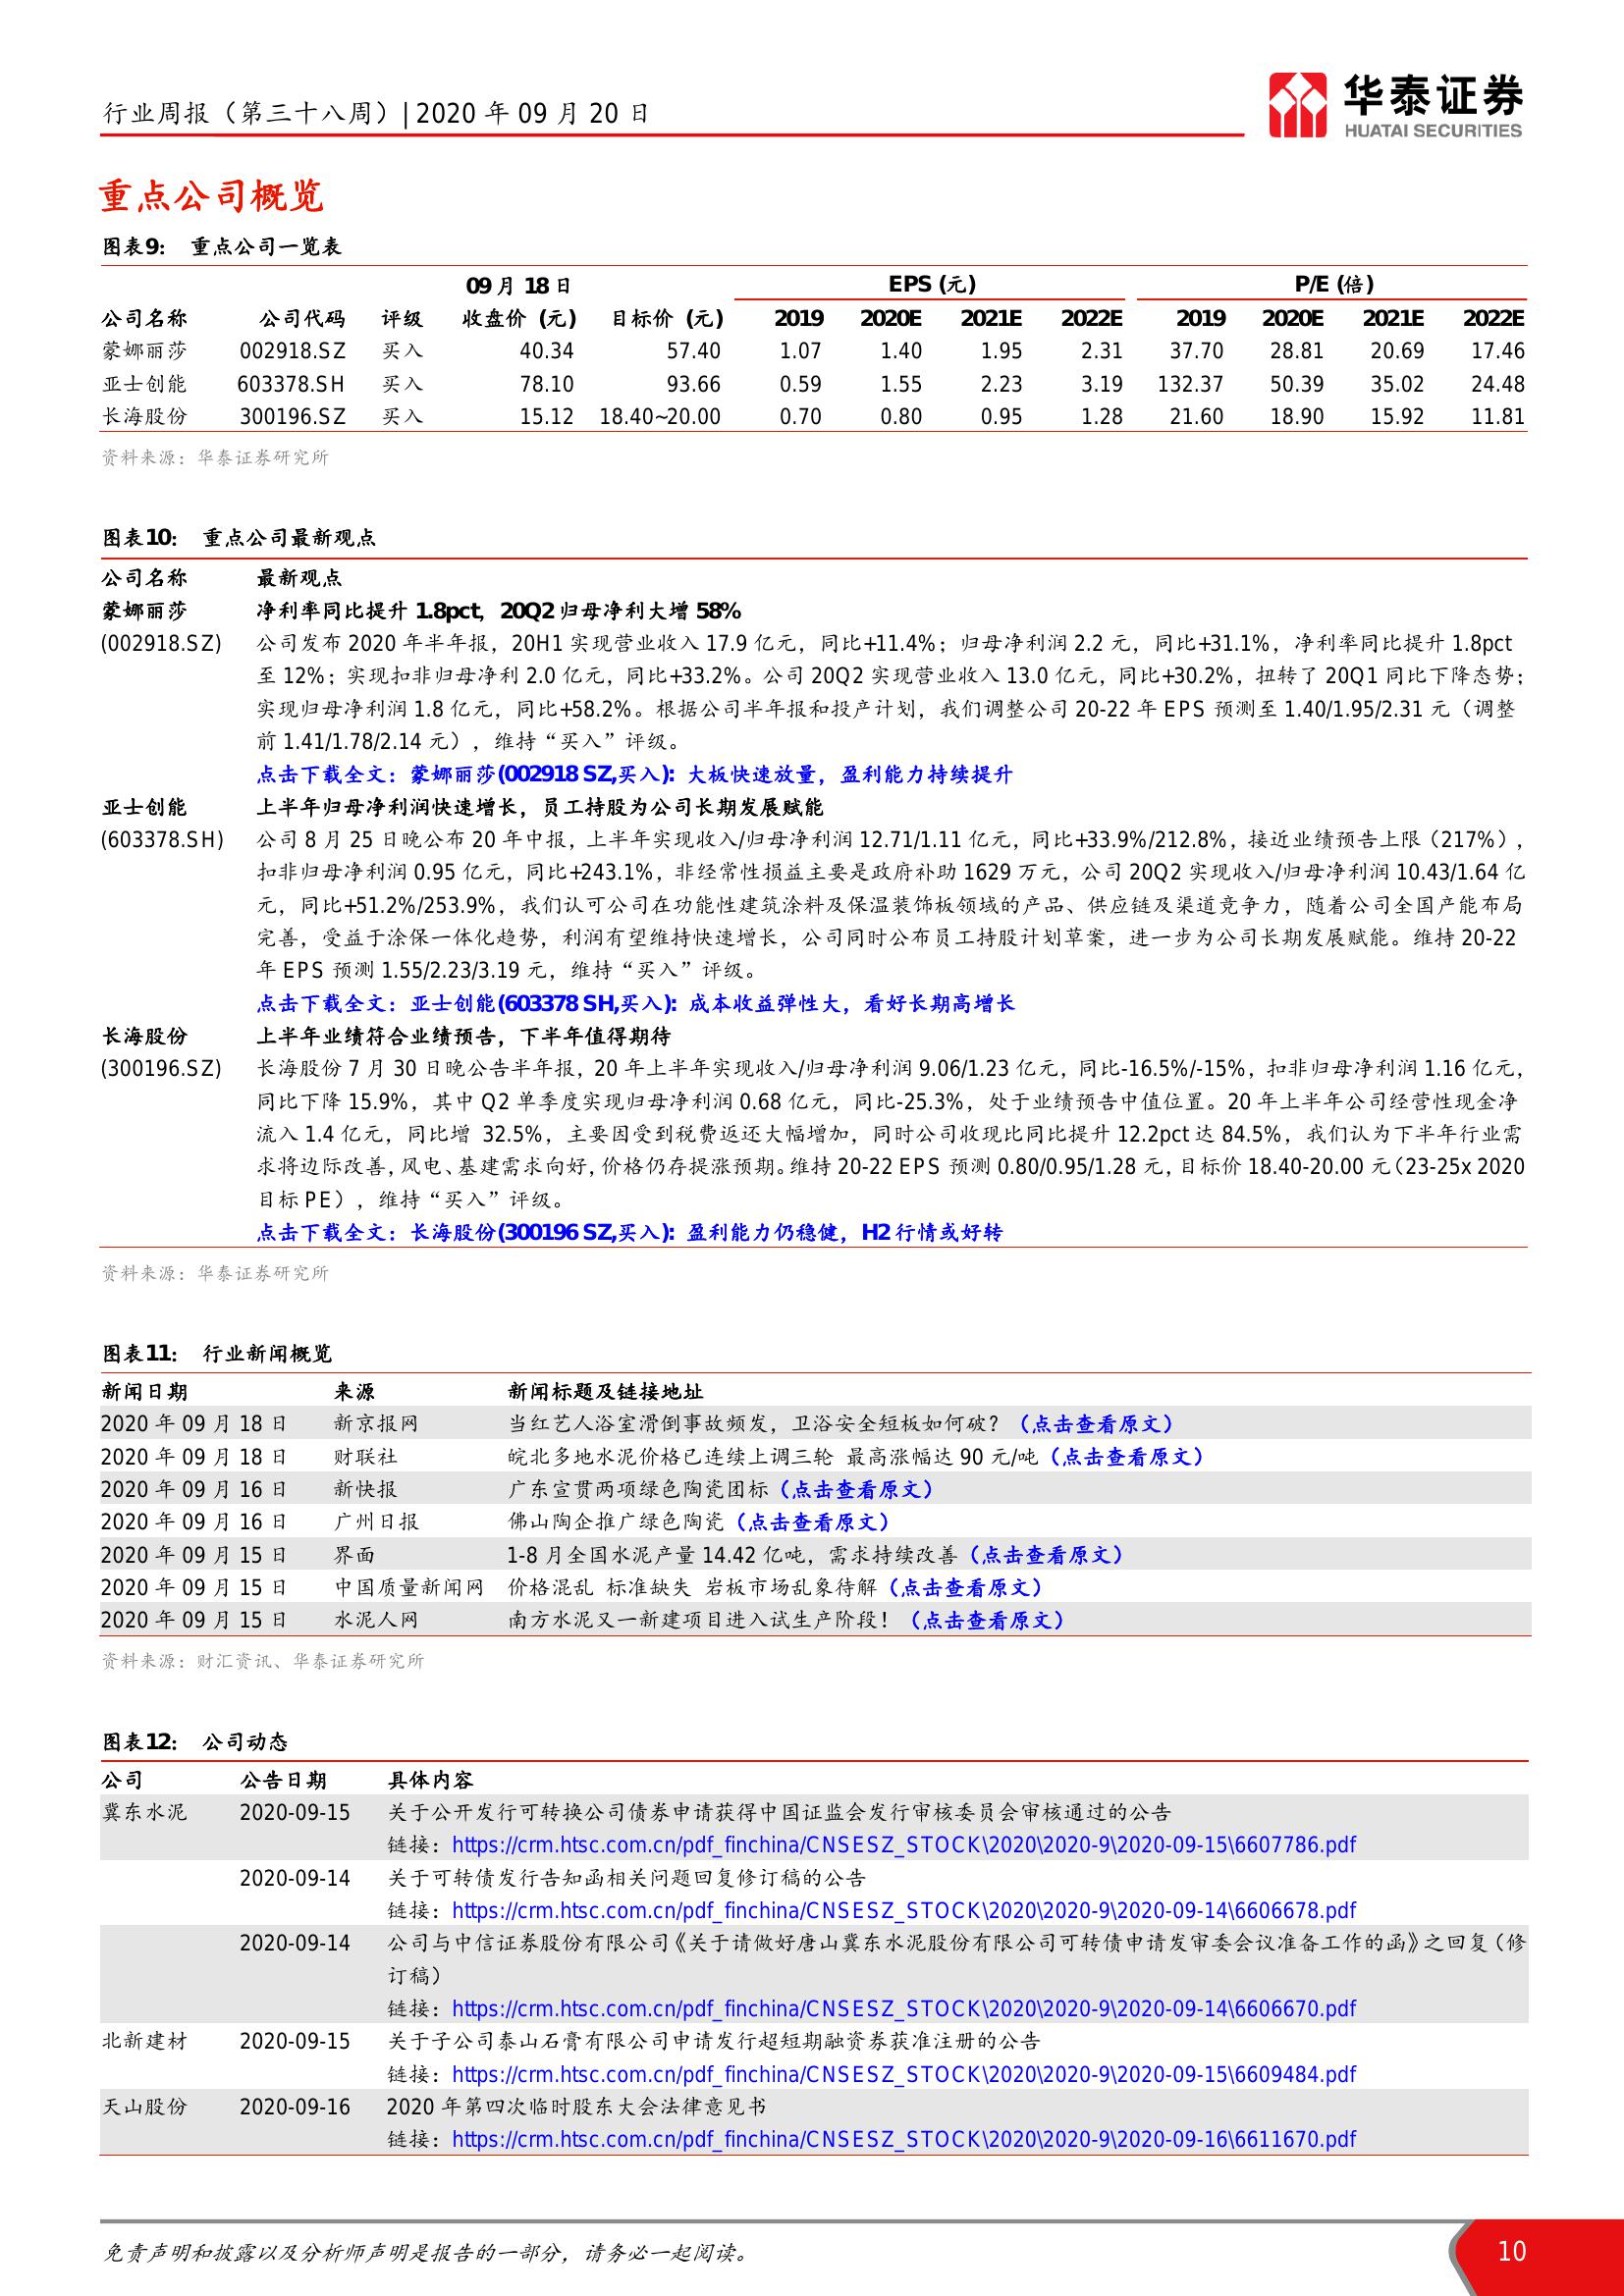 行业周报（第三十八周）| 2020 年 09 月 20 日
华泰证券
HUATAI SECURITIES
重点公司概览
图表9： 重点公司一览表
09 月 18 日 EPS (元) P/E (倍)
公司名称 公司代码 评级 收盘价 (元) 目标价 (元) 2019 2020E 2021E 2022E 2019 2020E 2021E 2022E
蒙娜丽莎 002918.SZ 买入 40.34 57.40 1.07 1.40 1.95 2.31 37.70 28.81 20.69 17.46
亚士创能 603378.SH 买入 78.10 93.66 0.59 1.55 2.23 3.19 132.37 50.39 35.02 24.48
长海股份 300196.SZ 买入 15.12 18.40~20.00 0.70 0.80 0.95 1.28 21.60 18.90 15.92 11.81
资料来源：华泰证券研究所
图表10： 重点公司最新观点
公司名称 最新观点
蒙娜丽莎 净利率同比提升 1.8pct，20Q2 归母净利大增 58%
(002918.SZ) 公司发布 2020 年半年报，20H1 实现营业收入 17.9 亿元，同比+11.4%；归母净利润 2.2 元，同比+31.1%，净利率同比提升 1.8pct
至 12%；实现扣非归母净利 2.0 亿元，同比+33.2%。公司 20Q2 实现营业收入 13.0 亿元，同比+30.2%，扭转了 20Q1 同比下降态势；
实现归母净利润 1.8 亿元，同比+58.2%。根据公司半年报和投产计划，我们调整公司 20-22 年 EPS 预测至 1.40/1.95/2.31 元（调整
前 1.41/1.78/2.14 元），维持“买入”评级。
点击下载全文：蒙娜丽莎(002918 SZ,买入)：大板快速放量，盈利能力持续提升
亚士创能 上半年归母净利润快速增长，员工持股为公司长期发展赋能
(603378.SH) 公司 8 月 25 日晚公布 20 年中报，上半年实现收入/归母净利润 12.71/1.11 亿元，同比+33.9%/212.8%，接近业绩预告上限（217%），
扣非归母净利润 0.95 亿元，同比+243.1%，非经常性损益主要是政府补助 1629 万元，公司 20Q2 实现收入/归母净利润 10.43/1.64 亿
元，同比+51.2%/253.9%，我们认可公司在功能性建筑涂料及保温装饰板领域的产品、供应链及渠道竞争力，随着公司全国产能布局
完善，受益于涂保一体化趋势，利润有望维持快速增长，公司同时公布员工持股计划草案，进一步为公司长期发展赋能。维持 20-22
年 EPS 预测 1.55/2.23/3.19 元，维持“买入”评级。
点击下载全文：亚士创能(603378 SH,买入)：成本收益弹性大，看好长期高增长
长海股份 上半年业绩符合业绩预告，下半年值得期待
(300196.SZ) 长海股份 7 月 30 日晚公告半年报，20 年上半年实现收入/归母净利润 9.06/1.23 亿元，同比-16.5%/-15%，扣非归母净利润 1.16 亿元，
同比下降 15.9%，其中 Q2 单季度实现归母净利润 0.68 亿元，同比-25.3%，处于业绩预告中值位置。20 年上半年公司经营性现金净
流入 1.4 亿元，同比增 32.5%，主要因受到税费返还大幅增加，同时公司收现比同比提升 12.2pct 达 84.5%，我们认为下半年行业需
求将边际改善，风电、基建需求向好，价格仍存提涨预期。维持 20-22 EPS 预测 0.80/0.95/1.28 元，目标价 18.40-20.00 元（23-25x 2020
目标 PE），维持“买入”评级。
点击下载全文：长海股份(300196 SZ,买入)：盈利能力仍稳健，H2 行情或好转
资料来源：华泰证券研究所
图表11： 行业新闻概览
新闻日期 来源 新闻标题及链接地址
2020 年 09 月 18 日 新京报网 当红艺人浴室滑倒事故频发，卫浴安全短板如何破？（点击查看原文）
2020 年 09 月 18 日 财联社 皖北多地水泥价格已连续上调三轮 最高涨幅达 90 元/吨（点击查看原文）
2020 年 09 月 16 日 新快报 广东宣贯两项绿色陶瓷团标（点击查看原文）
2020 年 09 月 16 日 广州日报 佛山陶企推广绿色陶瓷（点击查看原文）
2020 年 09 月 15 日 界面 1-8 月全国水泥产量 14.42 亿吨，需求持续改善（点击查看原文）
2020 年 09 月 15 日 中国质量新闻网 价格混乱 标准缺失 岩板市场乱象待解（点击查看原文）
2020 年 09 月 15 日 水泥人网 南方水泥又一新建项目进入试生产阶段！（点击查看原文）
资料来源：财汇资讯、华泰证券研究所
图表12： 公司动态
公司 公告日期 具体内容
冀东水泥 2020-09-15 关于公开发行可转换公司债券申请获得中国证监会发行审核委员会审核通过的公告
链接：https://crm.htsc.com.cn/pdf_finchina/CNSESZ_STOCK\2020\2020-9\2020-09-15\6607786.pdf
2020-09-14 关于可转债发行告知函相关问题回复修订稿的公告
链接：https://crm.htsc.com.cn/pdf_finchina/CNSESZ_STOCK\2020\2020-9\2020-09-14\6606678.pdf
2020-09-14 公司与中信证券股份有限公司《关于请做好唐山冀东水泥股份有限公司可转债申请发审委会议准备工作的函》之回复（修
订稿）
链接：https://crm.htsc.com.cn/pdf_finchina/CNSESZ_STOCK\2020\2020-9\2020-09-14\6606670.pdf
北新建材 2020-09-15 关于子公司泰山石膏有限公司申请发行超短期融资券获准注册的公告
链接：https://crm.htsc.com.cn/pdf_finchina/CNSESZ_STOCK\2020\2020-9\2020-09-15\6609484.pdf
天山股份 2020-09-16 2020 年第四次临时股东大会法律意见书
链接：https://crm.htsc.com.cn/pdf_finchina/CNSESZ_STOCK\2020\2020-9\2020-09-16\6611670.pdf
免责声明和披露以及分析师声明是报告的一部分，请务必一起阅读。 10